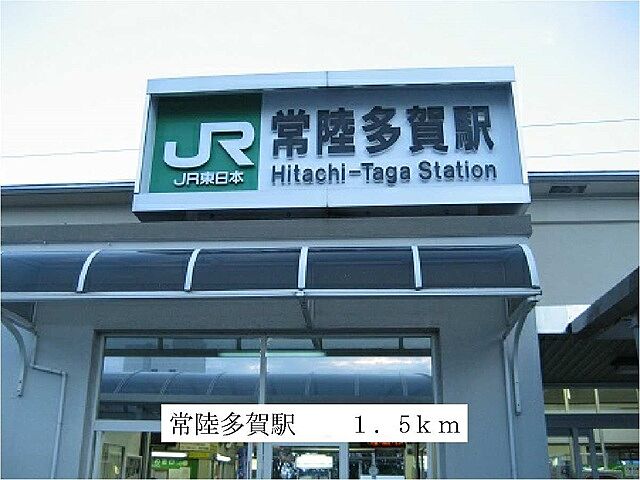 JR
JR東日本
常陸多賀駅
Hitachi-Taga Station
常陸多賀駅　　１．５ｋｍ